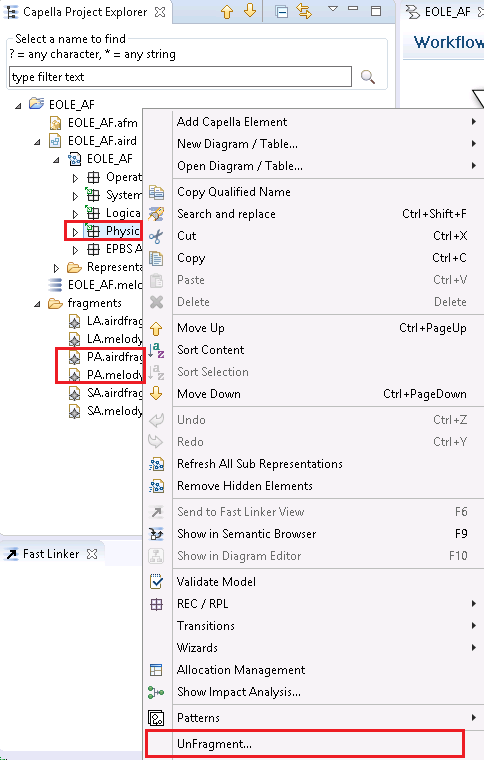 Capella Project Explorer
EOLE_AF
Workflow
Select a name to find
? = any character, * = any string
type filter text
EOLE_AF
EOLE_AF.afm
EOLE_AF.aird
EOLE_AF
Operat
System
Logica
Physic
EPBS A
Representa
EOLE_AF.melo
fragments
LA.airdfrag
LA.melody
PA.airdfrag
PA.melody
SA.airdfrag
SA.melody
Fast Linker
Add Capella Element
New Diagram / Table...
Open Diagram / Table...
Copy Qualified Name
Search and replace Ctrl+Shift+F
Cut Ctrl+X
Copy Ctrl+C
Paste Ctrl+V
Delete Delete
Move Up Ctrl+PageUp
Sort Content
Sort Selection
Move Down Ctrl+PageDown
Undo Ctrl+Z
Redo Ctrl+Y
Refresh All Sub Representations
Remove Hidden Elements
Send to Fast Linker View F6
Show in Semantic Browser F9
Show in Diagram Editor F10
Validate Model
REC / RPL
Transitions
Wizards
Allocation Management
Show Impact Analysis...
Patterns
UnFragment...